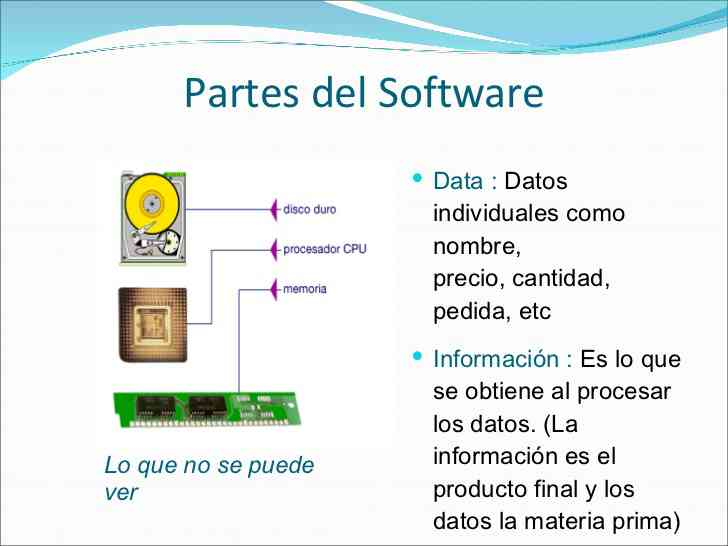 Partes del Software
disco duro
procesador CPU
memoria
Lo que no se puede
ver
Data : Datos
individuales como
nombre,
precio, cantidad,
pedida, etc
Información : Es lo que
se obtiene al procesar
los datos. (La
información es el
producto final y los
datos la materia prima)